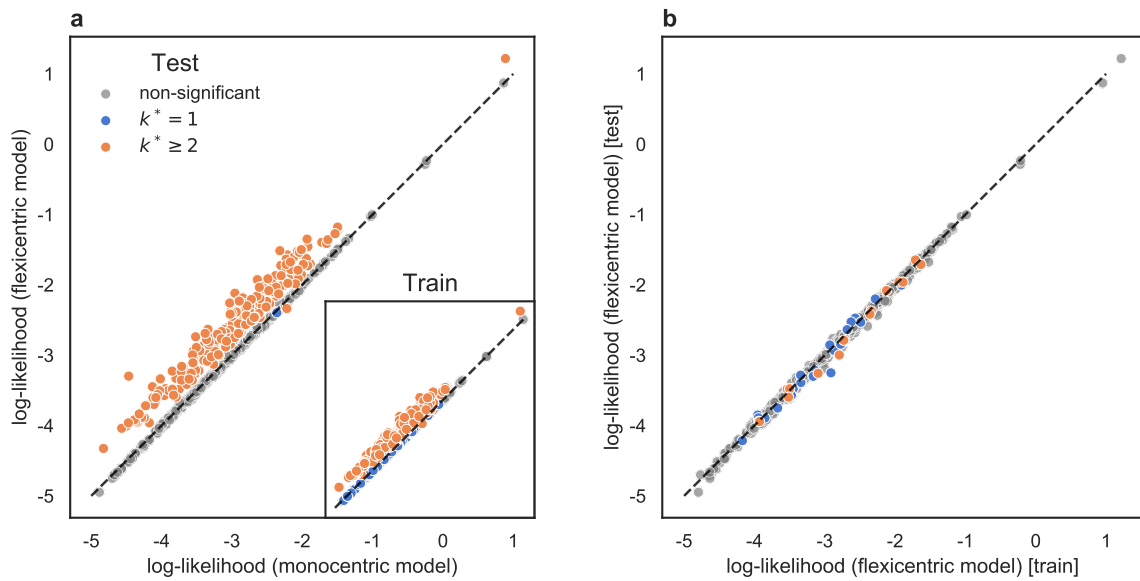 a
Test
non-significant
k* = 1
k* ≥ 2
1
0
-1
-2
-3
-4
-5
log-likelihood (flexicentric model)
Train
-5
-4
-3
-2
-1
0
1
log-likelihood (monocentric model)
b
1
0
-1
-2
-3
-4
-5
log-likelihood (flexicentric model) [test]
-5
-4
-3
-2
-1
0
1
log-likelihood (flexicentric model) [train]